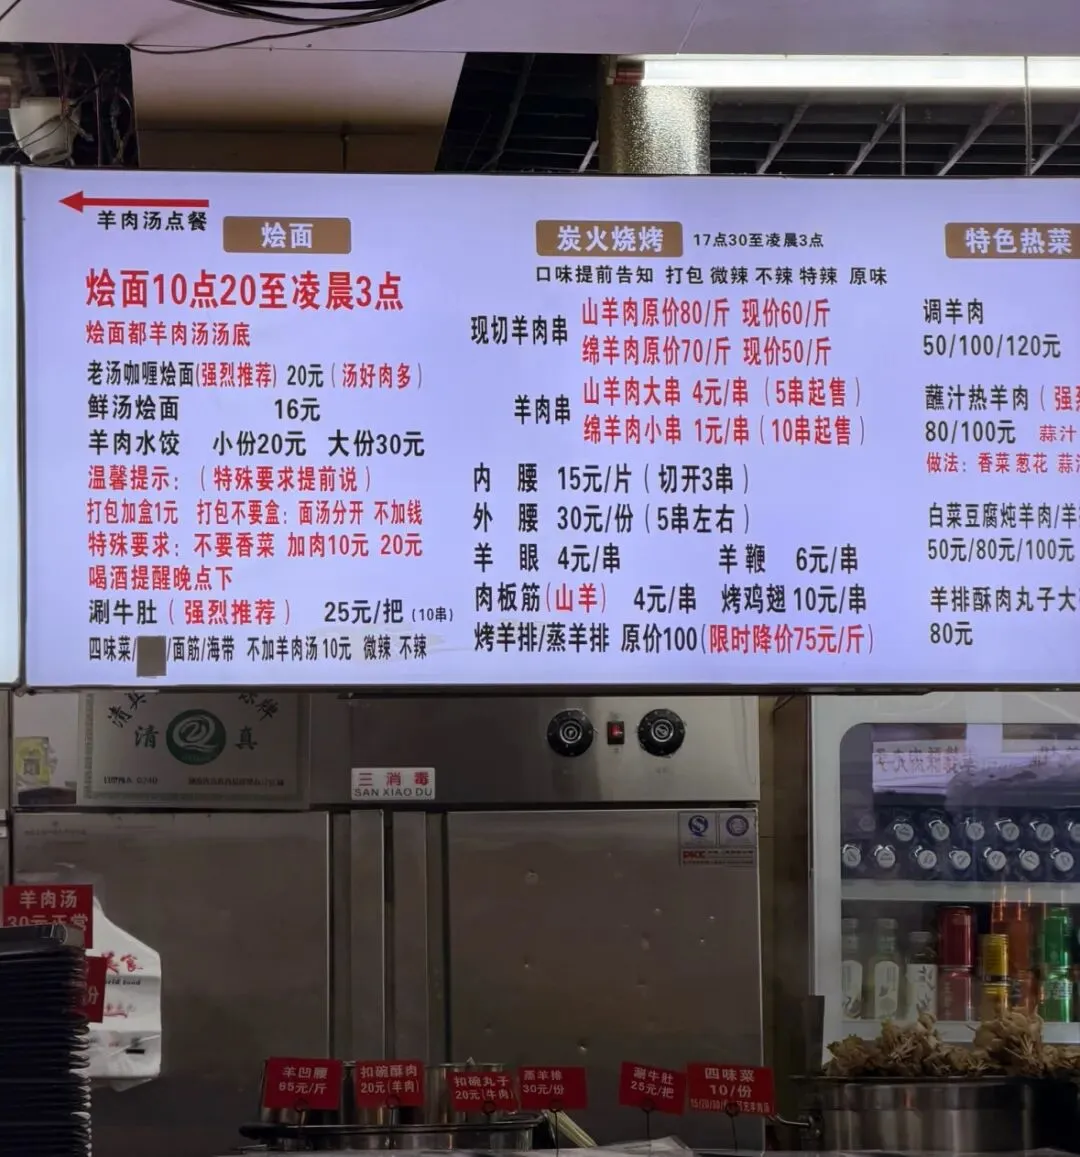 羊肉汤点餐
烩面
烩面10点20至凌晨3点
烩面都羊肉汤汤底
老汤咖喱烩面(强烈推荐) 20元（汤好肉多）
鲜汤烩面 16元
羊肉水饺 小份20元 大份30元
温馨提示：（特殊要求提前说）
打包加盒1元 打包不要盒：面汤分开 不加钱
特殊要求：不要香菜 加肉10元 20元
喝酒提醒晚点下
涮牛肚（强烈推荐） 25元/把(10串)
四味菜/ /面筋/海带 不加羊肉汤10元 微辣 不辣
炭火烧烤 17点30至凌晨3点
口味提前告知 打包 微辣 不辣 特辣 原味
现切羊肉串
山羊肉原价80/斤 现价60/斤
绵羊肉原价70/斤 现价50/斤
羊肉串
山羊肉大串 4元/串（5串起售）
绵羊肉小串 1元/串（10串起售）
内 腰 15元/片（切开3串）
外 腰 30元/份（5串左右）
羊 眼 4元/串 羊鞭 6元/串
肉板筋(山羊) 4元/串 烤鸡翅10元/串
烤羊排/蒸羊排 原价100(限时降价75元/斤)
特色热菜
调羊肉
50/100/120元
蘸汁热羊肉（强
80/100元 蒜汁
做法：香菜 葱花 蒜
白菜豆腐炖羊肉/羊
50元/80元/100元
羊排酥肉丸子大
80元
清真
清 真
三消毒
SAN XIAO DU
羊肉汤
30元正常
羊凹腰
65元/斤
扣碗酥肉
20元(羊肉)
扣碗丸子
20元(牛肉)
蒸羊排
30元/份
涮牛肚
25元/把
四味菜
10/份